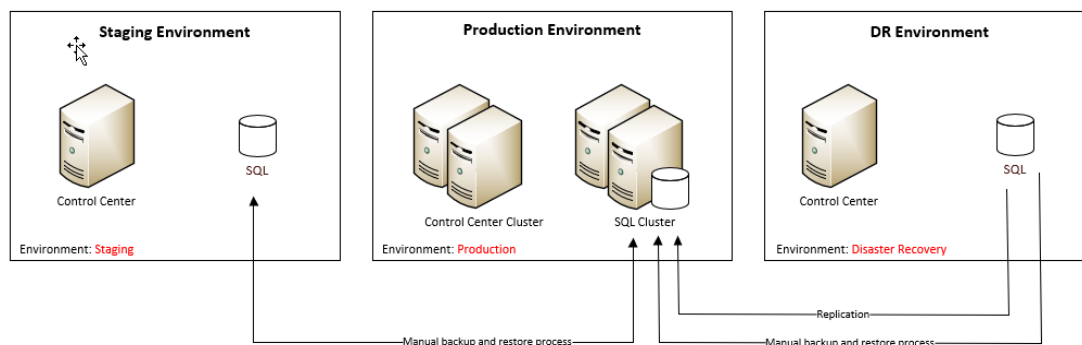 Staging Environment
Production Environment
DR Environment
SQL
SQL
Control Center
Control Center Cluster
SQL Cluster
Control Center
Environment: Staging
Environment: Production
Environment: Disaster Recovery
Replication
Manual backup and restore process
Manual backup and restore process